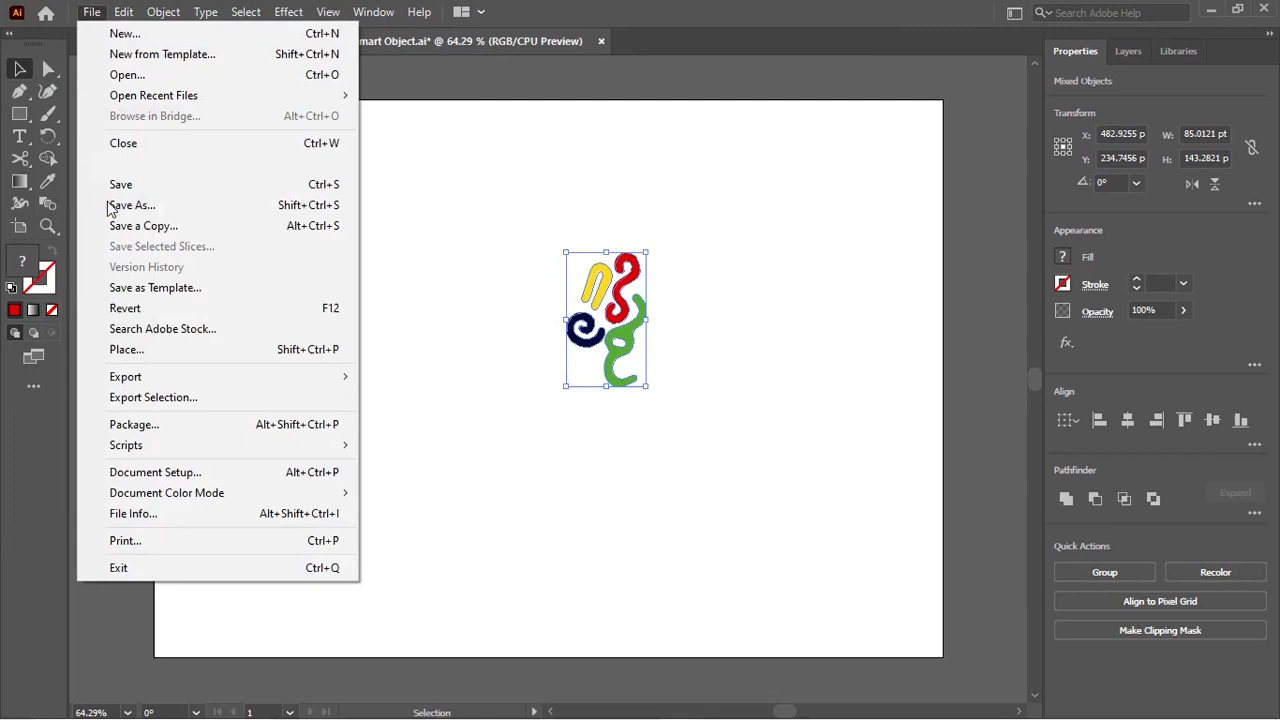 Ai File Edit Object Type Select Effect View Window Help Search Adobe Help
mart Object.ai* @ 64.29 % (RGB/CPU Preview)
New... Ctrl+N
New from Template... Shift+Ctrl+N
Open... Ctrl+O
Open Recent Files
Browse in Bridge... Alt+Ctrl+O
Close Ctrl+W
Save Ctrl+S
Save As... Shift+Ctrl+S
Save a Copy... Alt+Ctrl+S
Save Selected Slices...
Version History
Save as Template...
Revert F12
Search Adobe Stock...
Place... Shift+Ctrl+P
Export
Export Selection...
Package... Alt+Shift+Ctrl+P
Scripts
Document Setup... Alt+Ctrl+P
Document Color Mode
File Info... Alt+Shift+Ctrl+I
Print... Ctrl+P
Exit Ctrl+Q
Properties Layers Libraries
Mixed Objects
Transform
X: 482.9255 p W: 85.0121 pt
Y: 234.7456 p H: 143.2821 p
0°
Appearance
? Fill
Stroke
Opacity 100%
fx.
Align
Pathfinder
Expand
Quick Actions
Group Recolor
Align to Pixel Grid
Make Clipping Mask
?
64.29% 0° 1 Selection